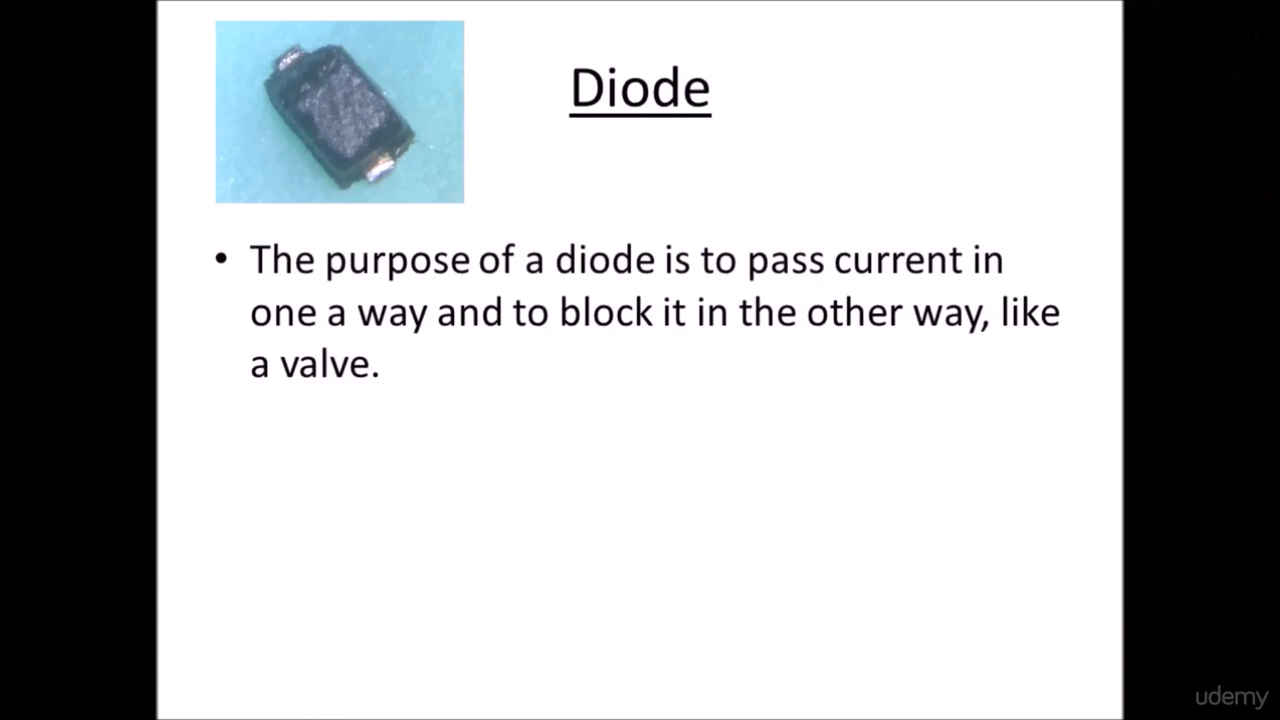 Diode
• The purpose of a diode is to pass current in
one a way and to block it in the other way, like
a valve.
udemy